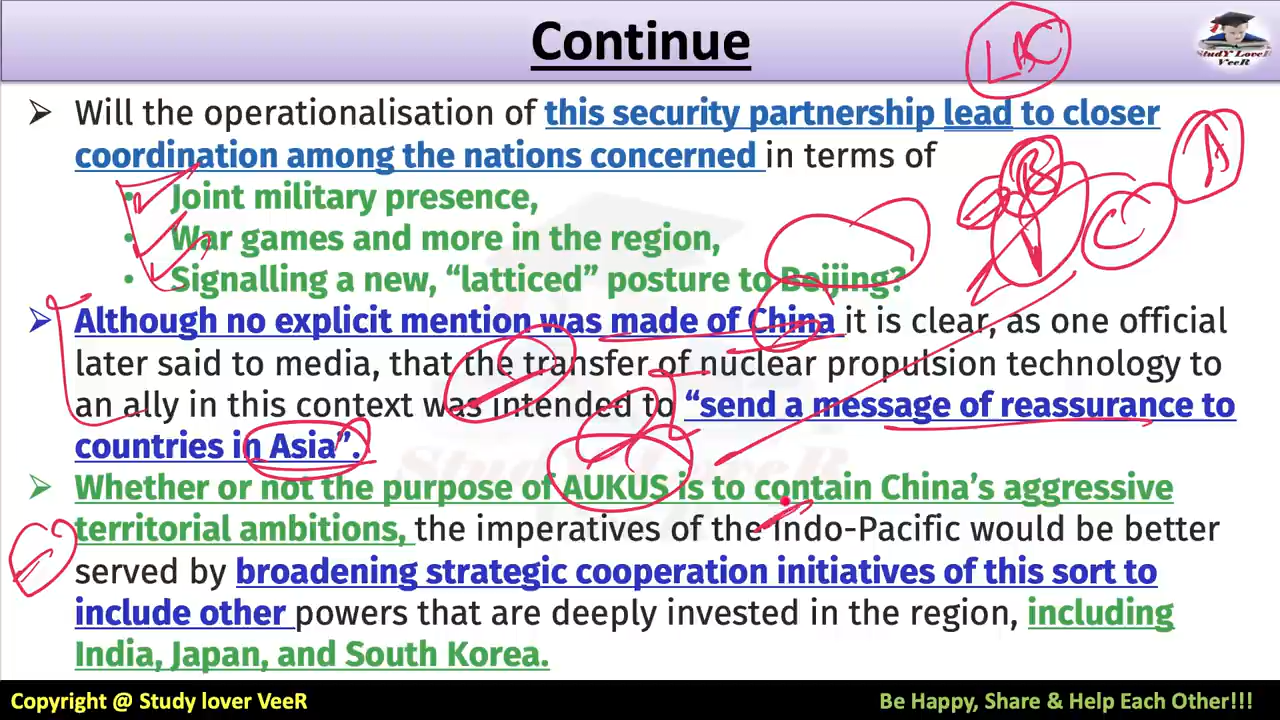 Continue
LAC
StudY LoveR
VeeR
➢ Will the operationalisation of this security partnership lead to closer
coordination among the nations concerned in terms of
• Joint military presence,
• War games and more in the region,
• Signalling a new, “latticed” posture to Beijing?
B
C
A
➢ Although no explicit mention was made of China it is clear, as one official
later said to media, that the transfer of nuclear propulsion technology to
an ally in this context was intended to “send a message of reassurance to
countries in Asia”.
➢ Whether or not the purpose of AUKUS is to contain China’s aggressive
territorial ambitions, the imperatives of the Indo-Pacific would be better
served by broadening strategic cooperation initiatives of this sort to
include other powers that are deeply invested in the region, including
India, Japan, and South Korea.
Copyright @ Study lover VeeR
Be Happy, Share & Help Each Other!!!